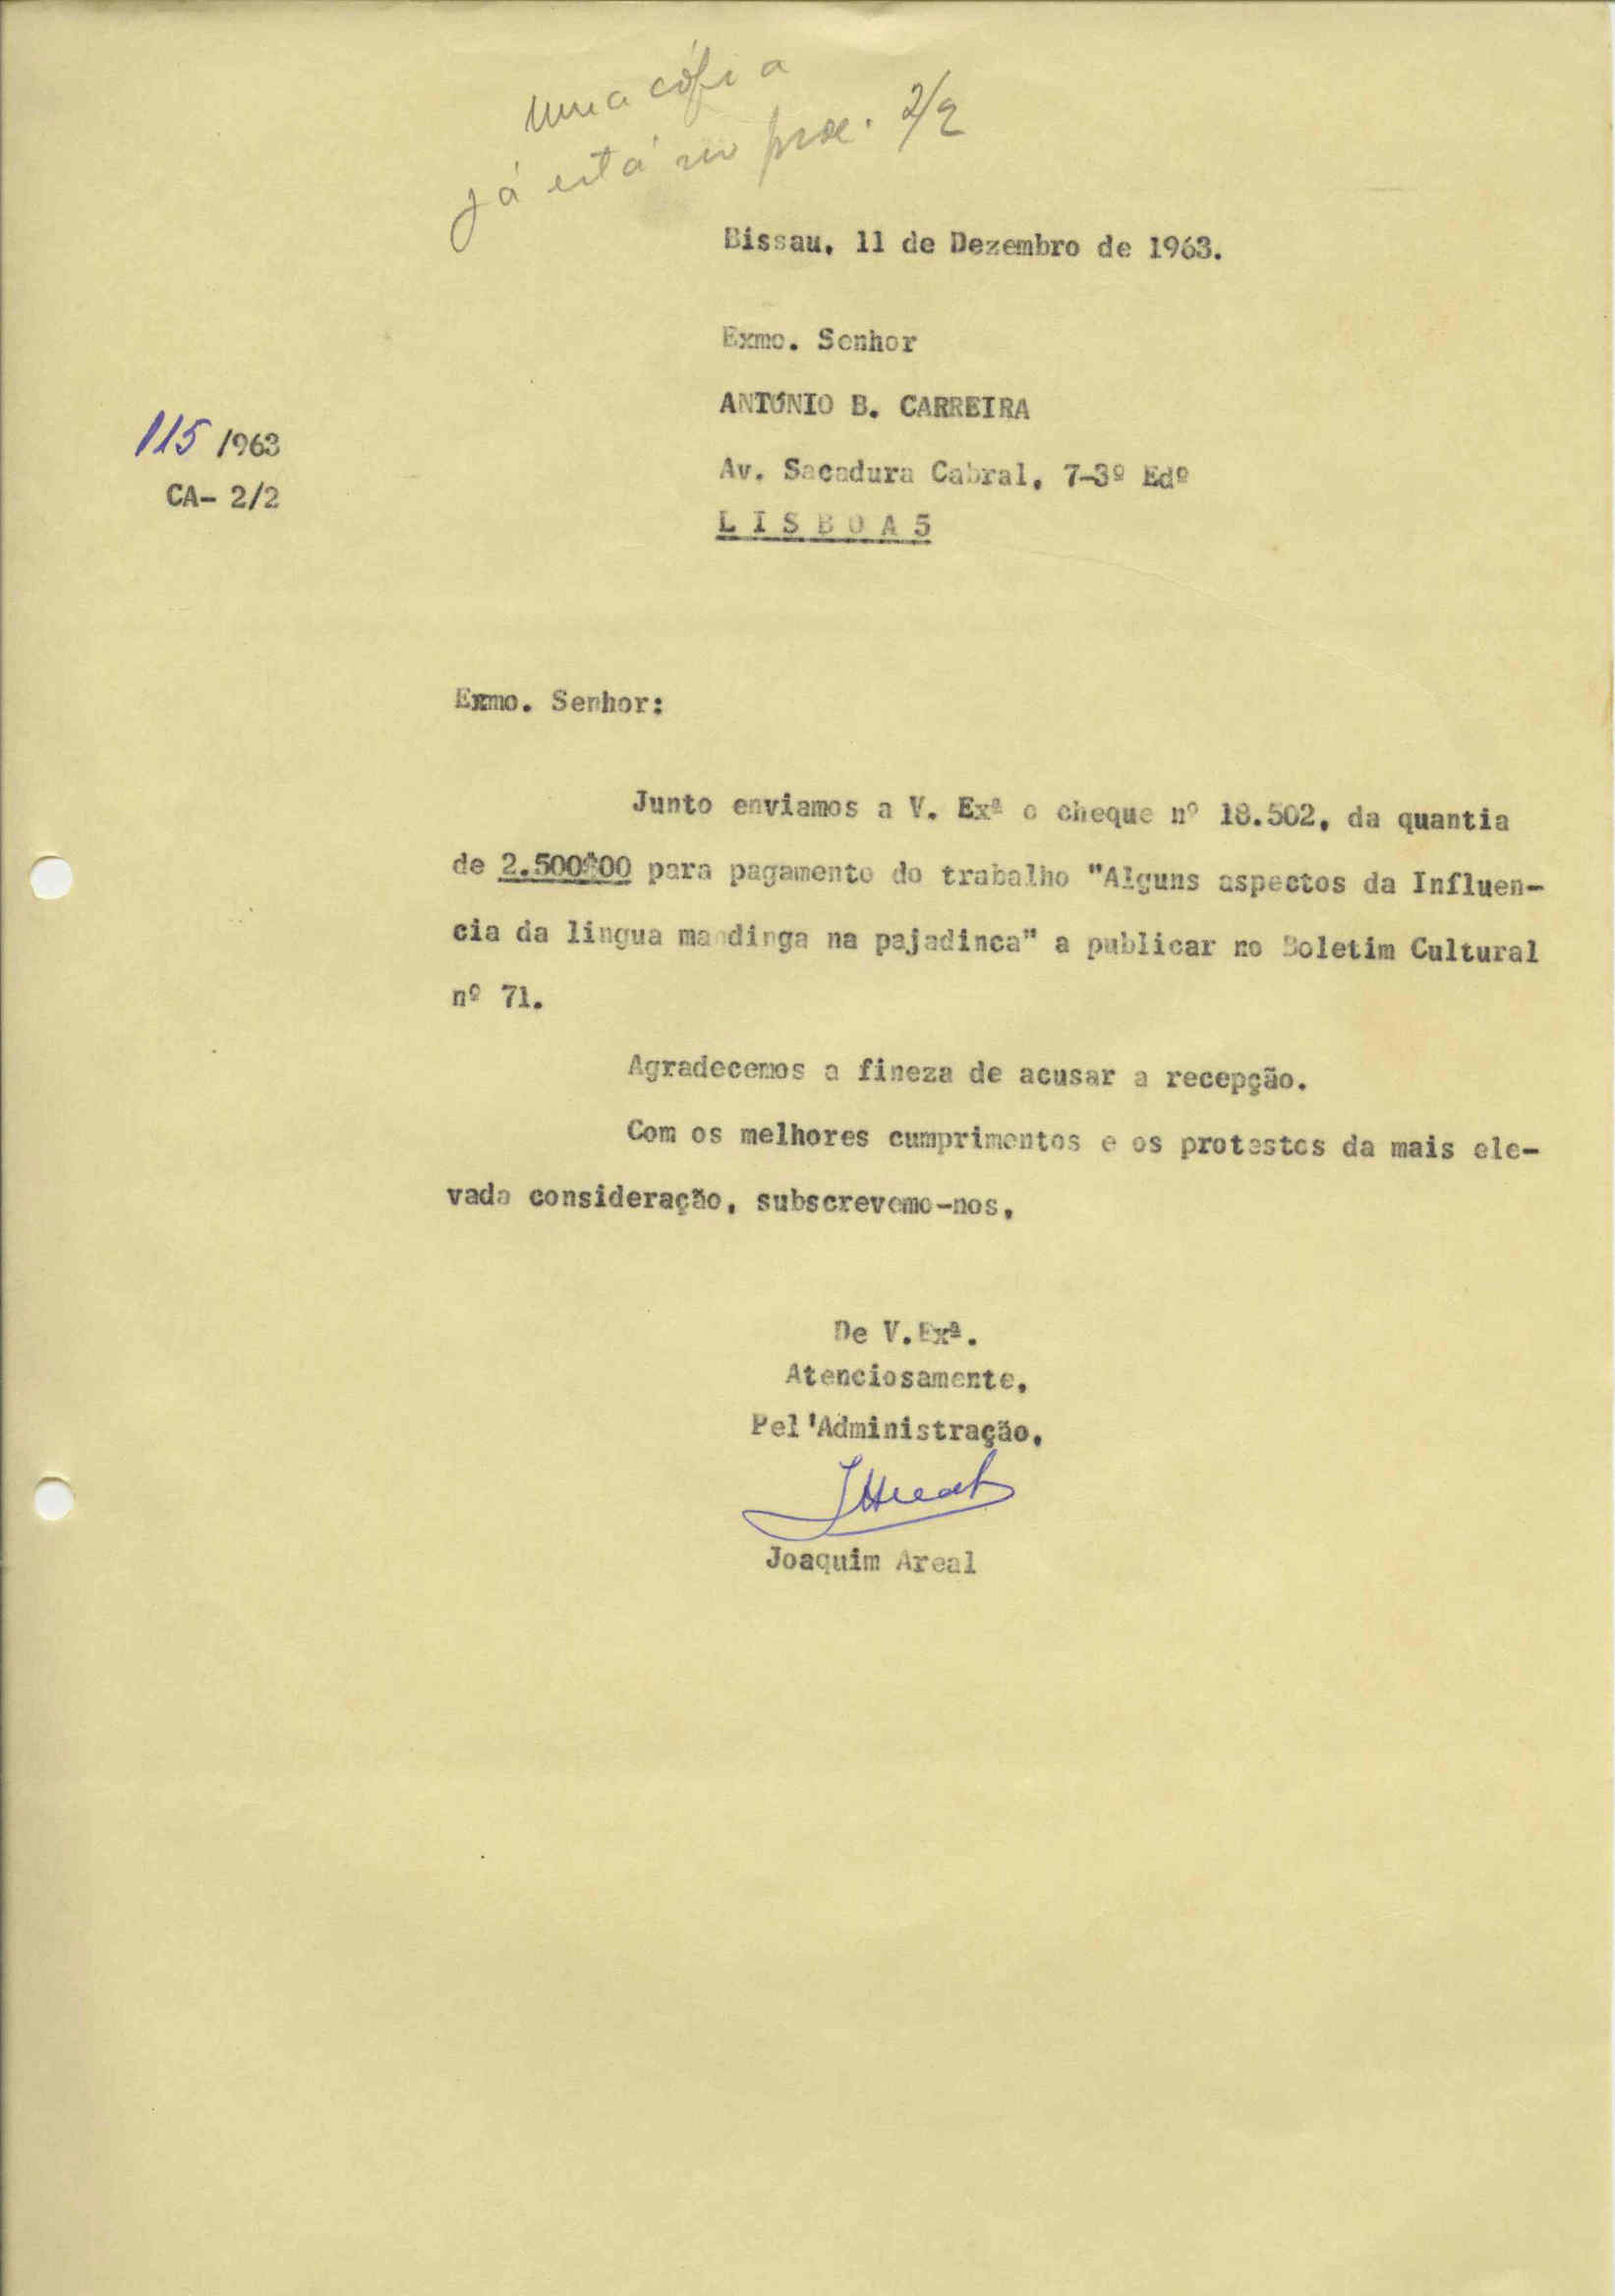 uma cópia
já está no proc. 2/2
Bissau, 11 de Dezembro de 1963.
Exmo. Senhor
ANTÓNIO B. CARREIRA
115 /963
Av. Sacadura Cabral, 7-3º Edº
CA- 2/2
L I S B O A 5
Exmo. Senhor:
Junto enviamos a V. Exª o cheque nº 18.502, da quantia
de 2.500$00 para pagamento do trabalho "Alguns aspectos da Influen-
cia da lingua mandinga na pajadinca" a publicar no Boletim Cultural
nº 71.
Agradecemos a fineza de acusar a recepção.
Com os melhores cumprimentos e os protestos da mais ele-
vada consideração, subscrevemo-nos,
De V.Exª.
Atenciosamente,
Pel'Administração,
JAreal
Joaquim Areal